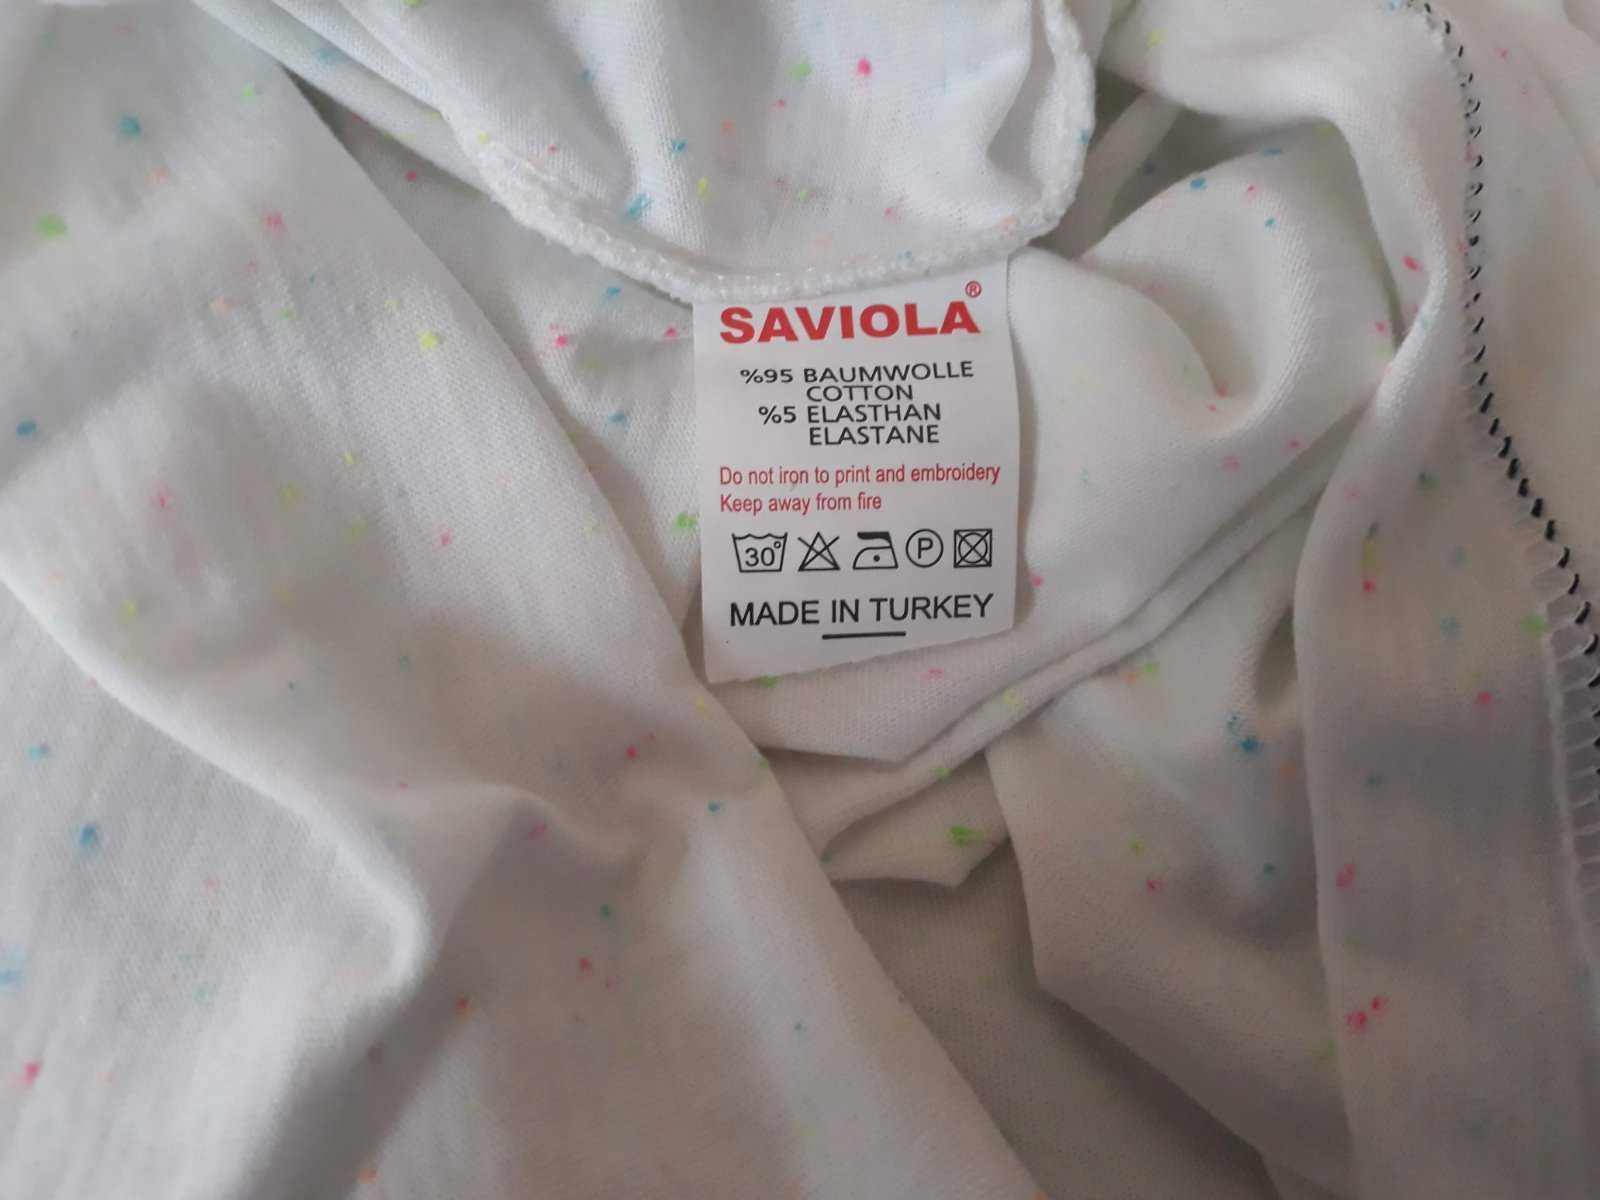 SAVIOLA®
%95 BAUMWOLLE
COTTON
%5 ELASTHAN
ELASTANE
Do not iron to print and embroidery
Keep away from fire
30° P
MADE IN TURKEY